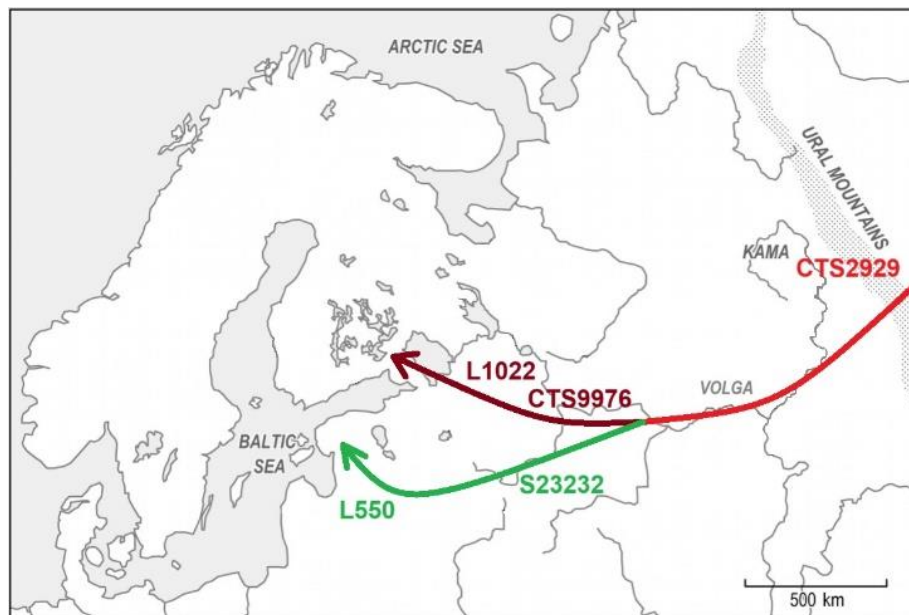 ARCTIC SEA
URAL MOUNTAINS
KAMA
CTS2929
L1022
VOLGA
CTS9976
BALTIC
SEA
S23232
L550
500 km